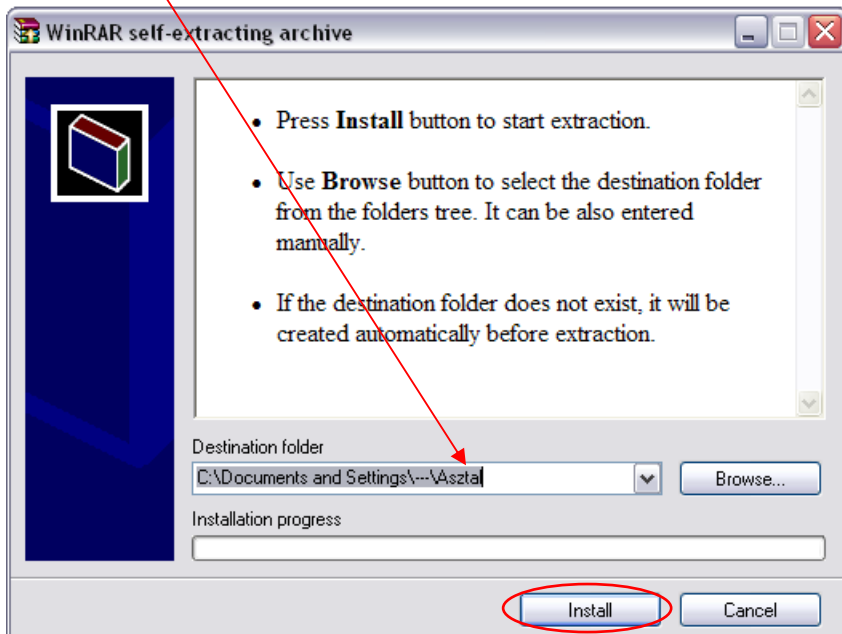 WinRAR self-extracting archive
• Press Install button to start extraction.
• Use Browse button to select the destination folder
from the folders tree. It can be also entered
manually.
• If the destination folder does not exist, it will be
created automatically before extraction.
Destination folder
C:\Documents and Settings\---\Asztal
Browse...
Installation progress
Install
Cancel